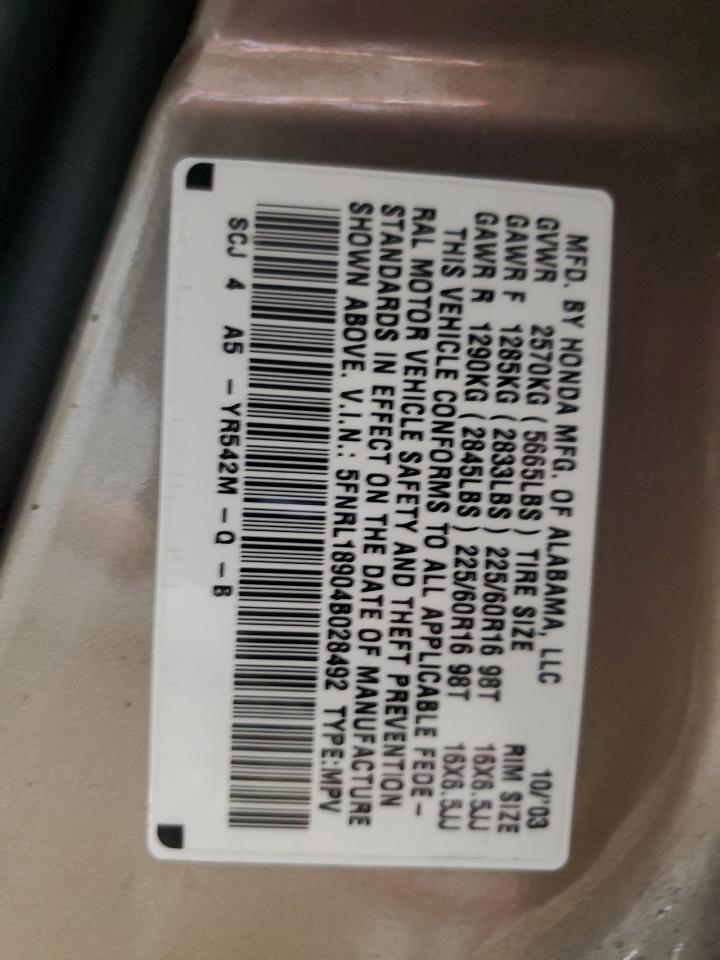 MFD. BY HONDA MFG. OF ALABAMA, LLC 10/'03
GVWR 2570KG ( 5665LBS ) TIRE SIZE RIM SIZE
GAWR F 1285KG ( 2833LBS ) 225/60R16 98T 16X6.5JJ
GAWR R 1290KG ( 2845LBS ) 225/60R16 98T 16X6.5JJ
THIS VEHICLE CONFORMS TO ALL APPLICABLE FEDE-
RAL MOTOR VEHICLE SAFETY AND THEFT PREVENTION
STANDARDS IN EFFECT ON THE DATE OF MANUFACTURE
SHOWN ABOVE. V.I.N.: 5FNRL18904B028492 TYPE:MPV
SCJ 4 A5 - YR542M - Q - B